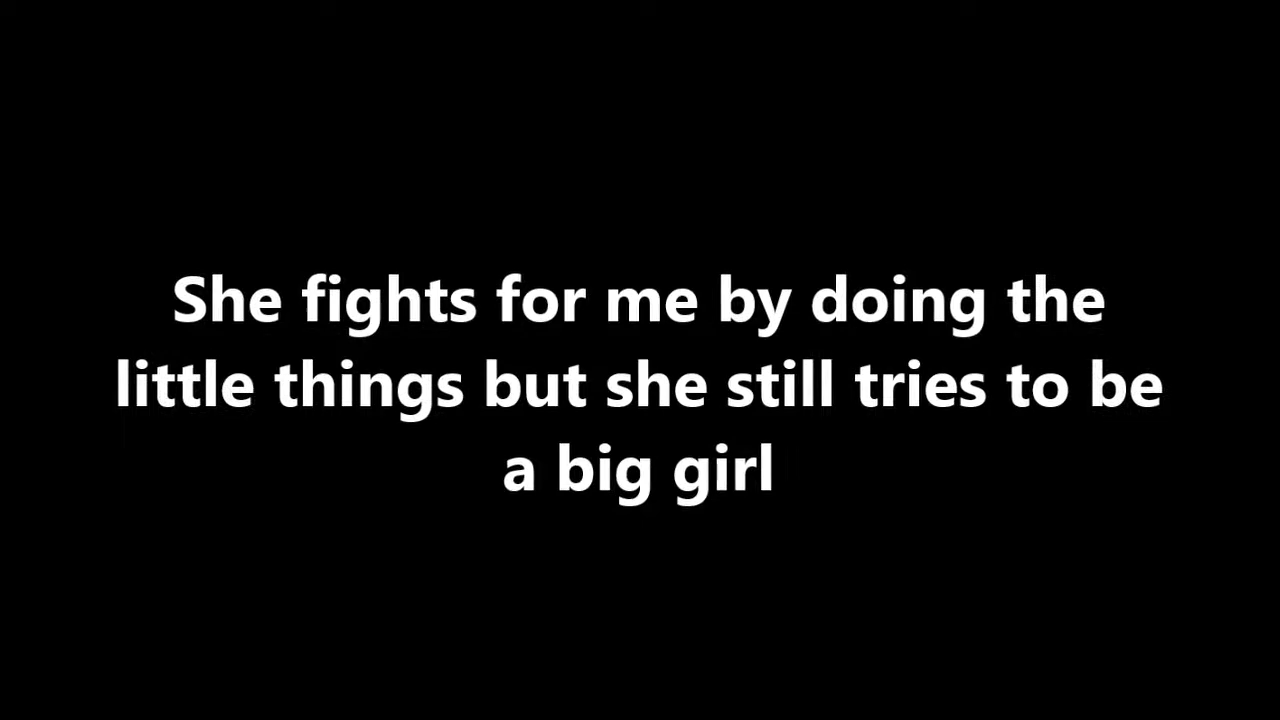 She fights for me by doing the
little things but she still tries to be
a big girl